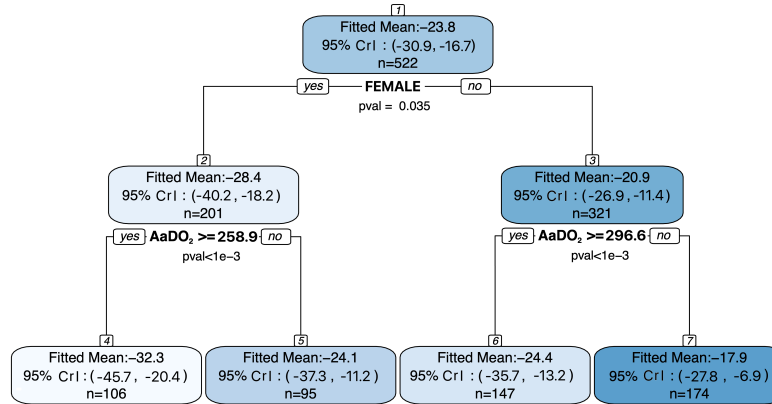 1
Fitted Mean:−23.8
95% CrI : (−30.9, −16.7)
n=522
yes FEMALE no
pval = 0.035
2
Fitted Mean:−28.4
95% CrI : (−40.2 , −18.2)
n=201
3
Fitted Mean:−20.9
95% CrI : (−26.9 , −11.4)
n=321
yes AaDO₂ >=258.9 no
pval<1e−3
yes AaDO₂ >=296.6 no
pval<1e−3
4
Fitted Mean:−32.3
95% CrI : (−45.7 , −20.4)
n=106
5
Fitted Mean:−24.1
95% CrI : (−37.3 , −11.2)
n=95
6
Fitted Mean:−24.4
95% CrI : (−35.7 , −13.2)
n=147
7
Fitted Mean:−17.9
95% CrI : (−27.8 , −6.9)
n=174